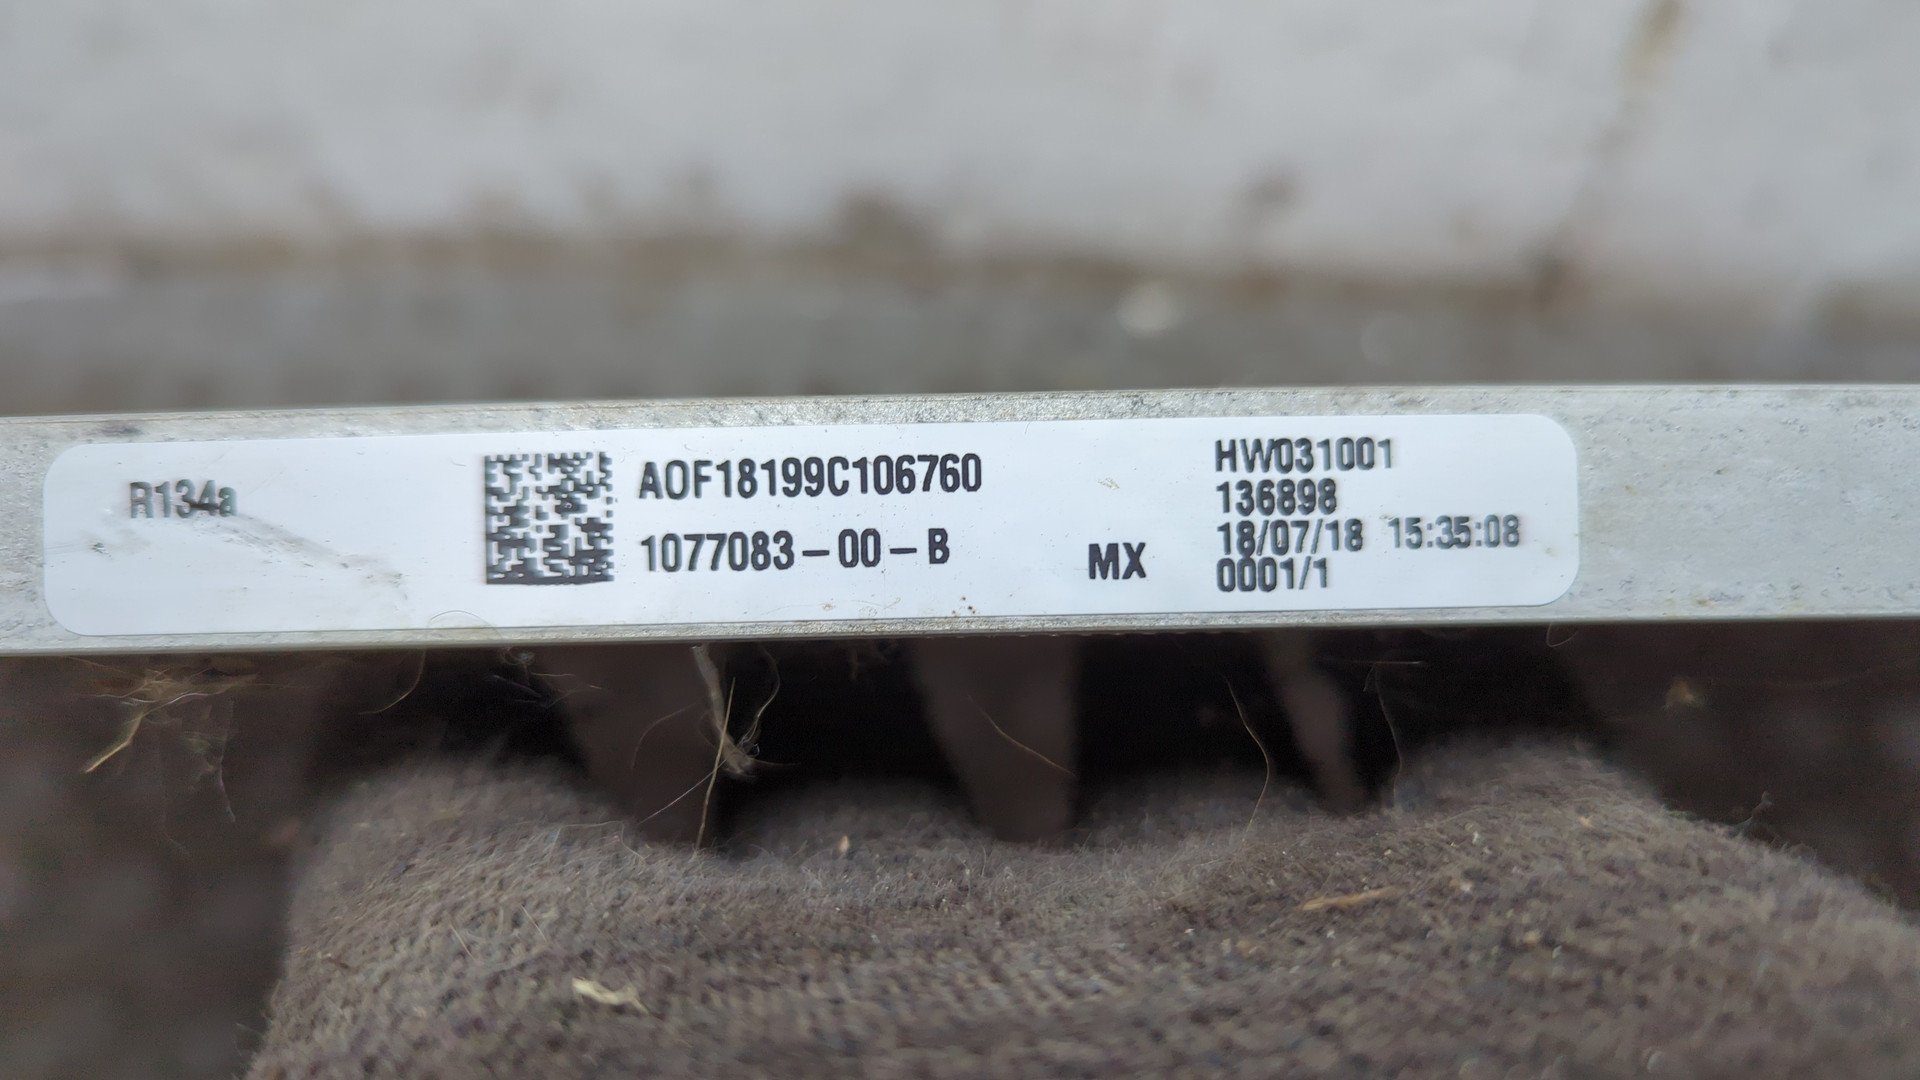 R134a
A0F18199C106760
1077083-00-B
MX
HW031001
136898
18/07/18 15:35:08
0001/1